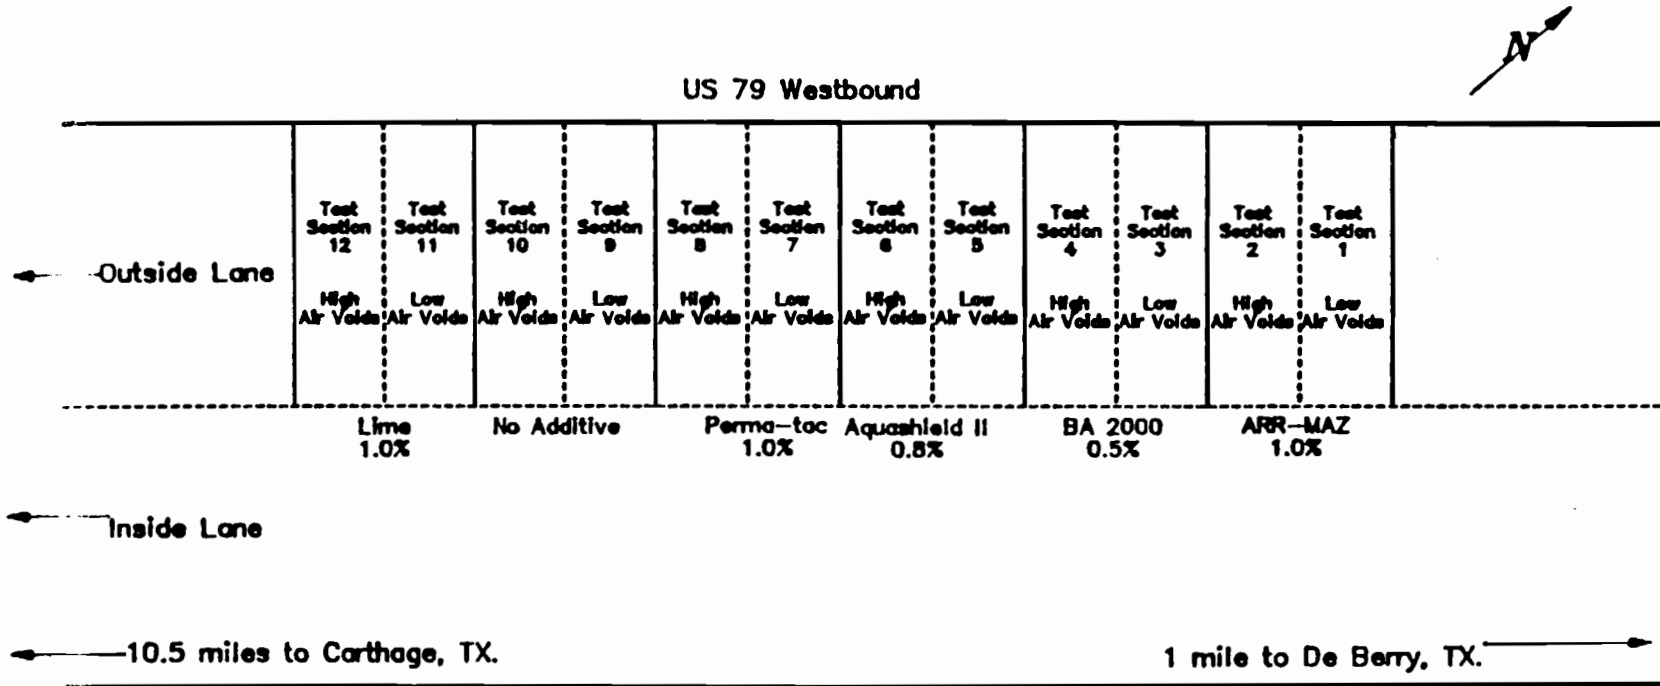 N
US 79 Westbound
Test Section 12
High Air Voids
Test Section 11
Low Air Voids
Test Section 10
High Air Voids
Test Section 9
Low Air Voids
Test Section 8
High Air Voids
Test Section 7
Low Air Voids
Test Section 6
High Air Voids
Test Section 5
Low Air Voids
Test Section 4
High Air Voids
Test Section 3
Low Air Voids
Test Section 2
High Air Voids
Test Section 1
Low Air Voids
Outside Lane
Lime
1.0%
No Additive
Perma-tac
1.0%
Aquashield II
0.8%
BA 2000
0.5%
ARR-MAZ
1.0%
Inside Lane
10.5 miles to Carthage, TX.
1 mile to De Berry, TX.